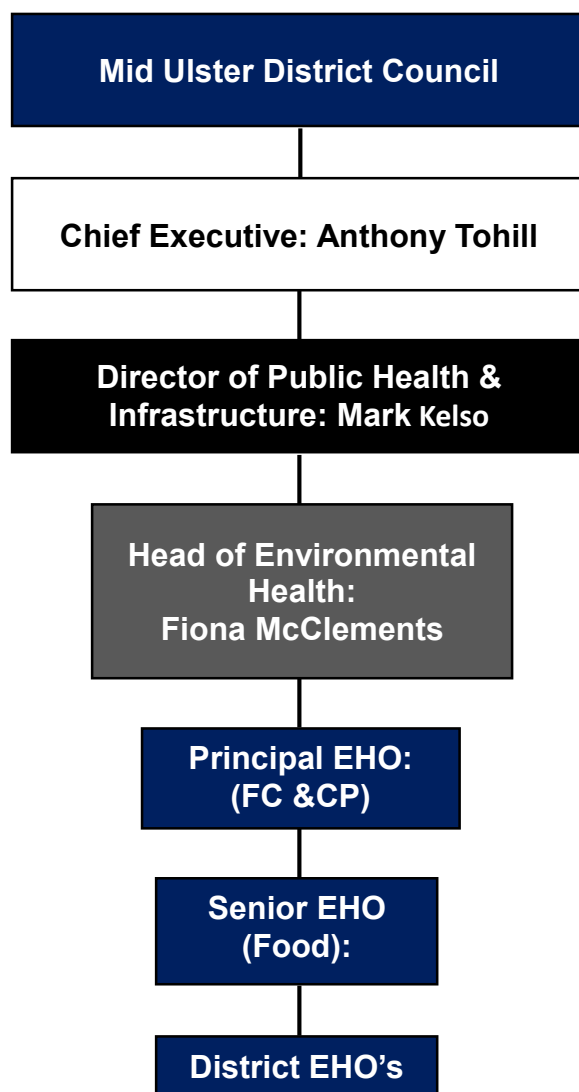 Mid Ulster District Council
Chief Executive: Anthony Tohill
Director of Public Health &
Infrastructure: Mark Kelso
Head of Environmental
Health:
Fiona McClements
Principal EHO:
(FC &CP)
Senior EHO
(Food):
District EHO’s